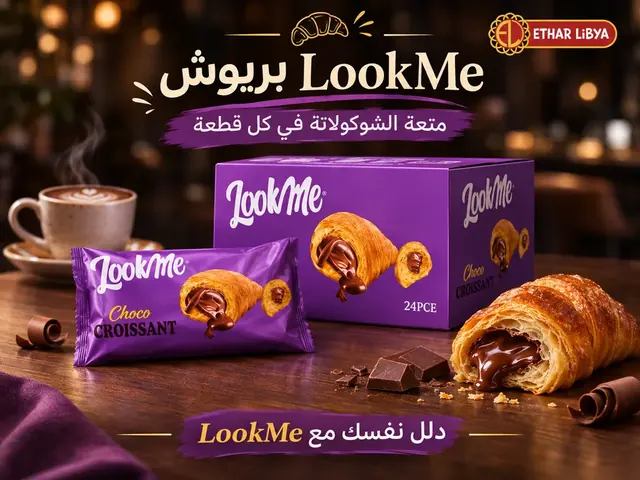 ETHAR LiBYA
بريوش LookMe
متعة الشوكولاتة في كل قطعة
LookMe®
24PCE
LookMe
Choco
CROISSANT
LookMe®
Choco
CROISSANT
دلل نفسك مع LookMe